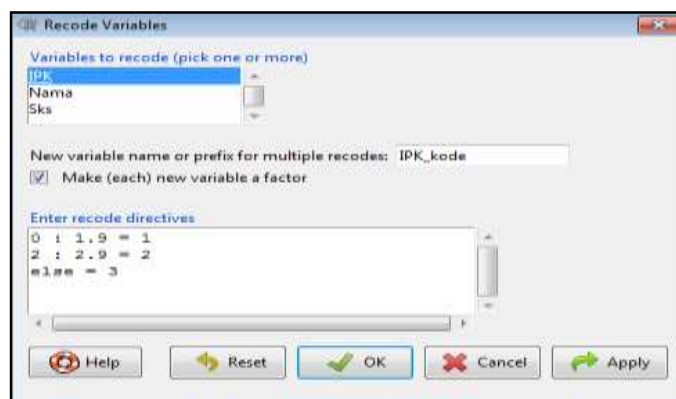 Recode Variables
Variables to recode (pick one or more)
IPK
Nama
Sks
New variable name or prefix for multiple recodes: IPK_kode
Make (each) new variable a factor
Enter recode directives
0 : 1.9 = 1
2 : 2.9 = 2
else = 3
Help Reset OK Cancel Apply